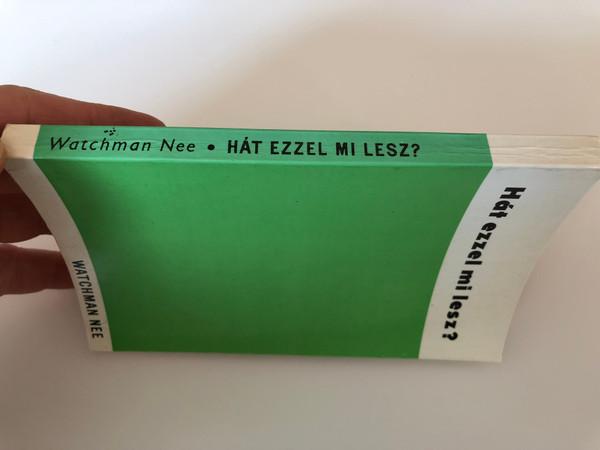 Watchman Nee • HÁT EZZEL MI LESZ?
Hát ezzel mi lesz?
WATCHMAN NEE